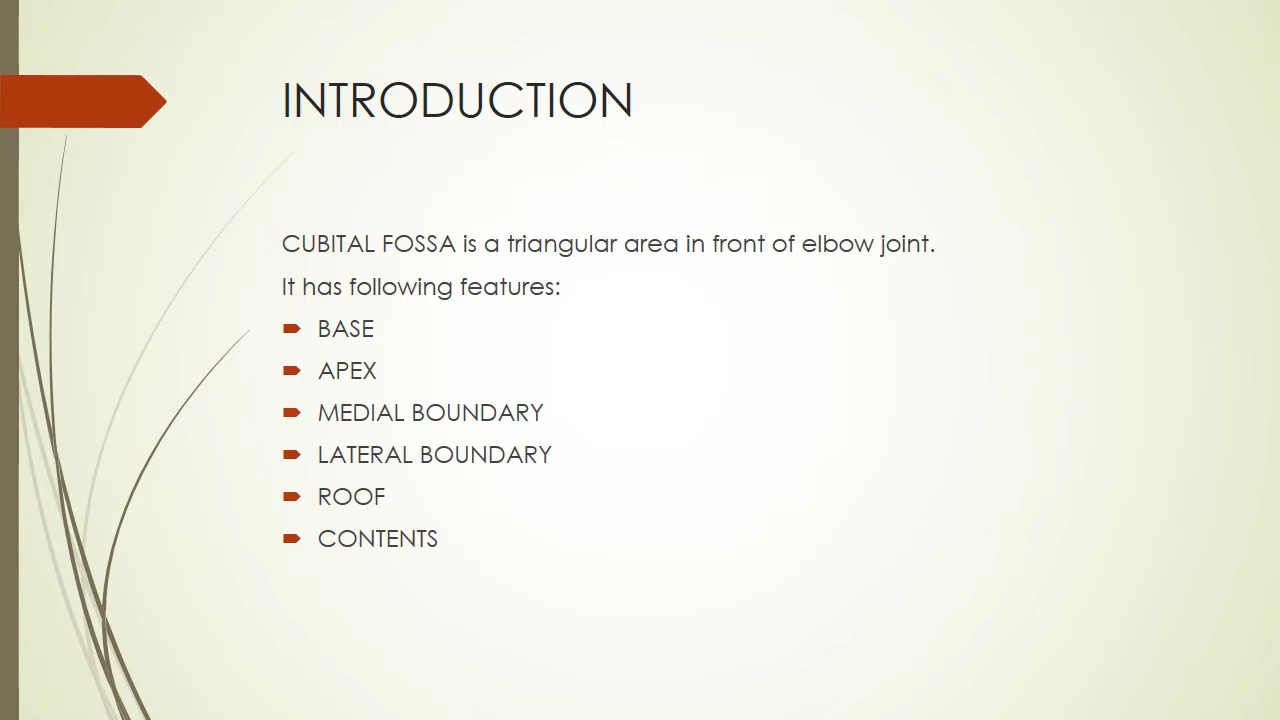 INTRODUCTION
CUBITAL FOSSA is a triangular area in front of elbow joint.
It has following features:
BASE
APEX
MEDIAL BOUNDARY
LATERAL BOUNDARY
ROOF
CONTENTS